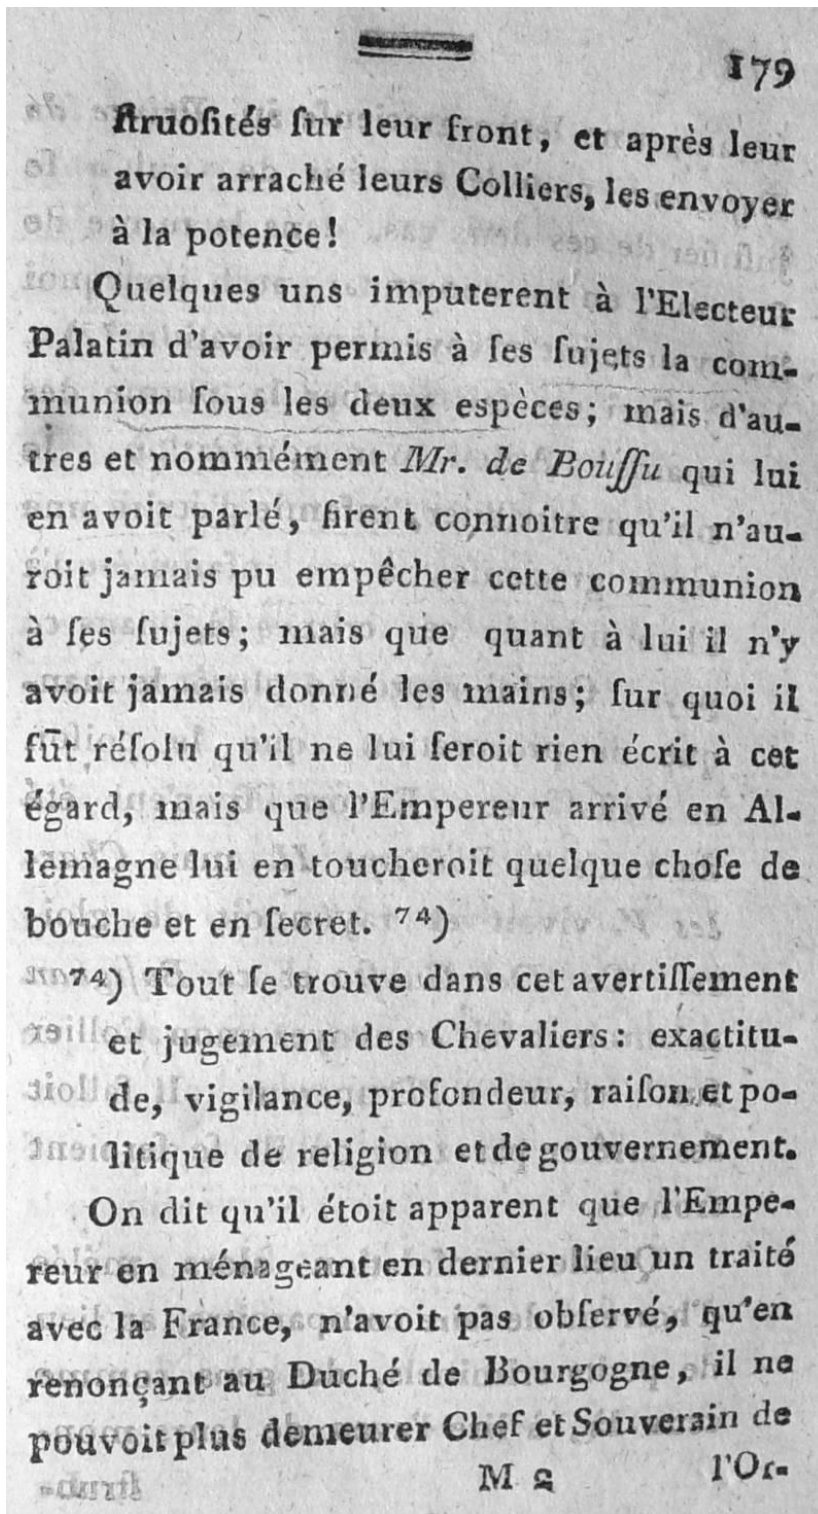 179
ſtruoſités ſur leur front, et après leur
avoir arraché leurs Colliers, les envoyer
à la potence!
Quelques uns imputerent à l'Electeur
Palatin d'avoir permis à ſes ſujets la com-
munion ſous les deux espèces; mais d'au-
tres et nommément Mr. de Bouſſu qui lui
en avoit parlé, firent connoitre qu'il n'au-
roit jamais pu empêcher cette communion
à ſes ſujets; mais que quant à lui il n'y
avoit jamais donné les mains; ſur quoi il
fūt réſolu qu'il ne lui ſeroit rien écrit à cet
égard, mais que l'Empereur arrivé en Al-
lemagne lui en toucheroit quelque choſe de
bouche et en ſecret. 74)
74) Tout ſe trouve dans cet avertiſſement
et jugement des Chevaliers: exactitu-
de, vigilance, profondeur, raiſon et po-
litique de religion et de gouvernement.
On dit qu'il étoit apparent que l'Empe-
reur en ménageant en dernier lieu un traité
avec la France, n'avoit pas obſervé, qu'en
renonçant au Duché de Bourgogne, il ne
pouvoit plus demeurer Chef et Souverain de
M 2 l'Or-